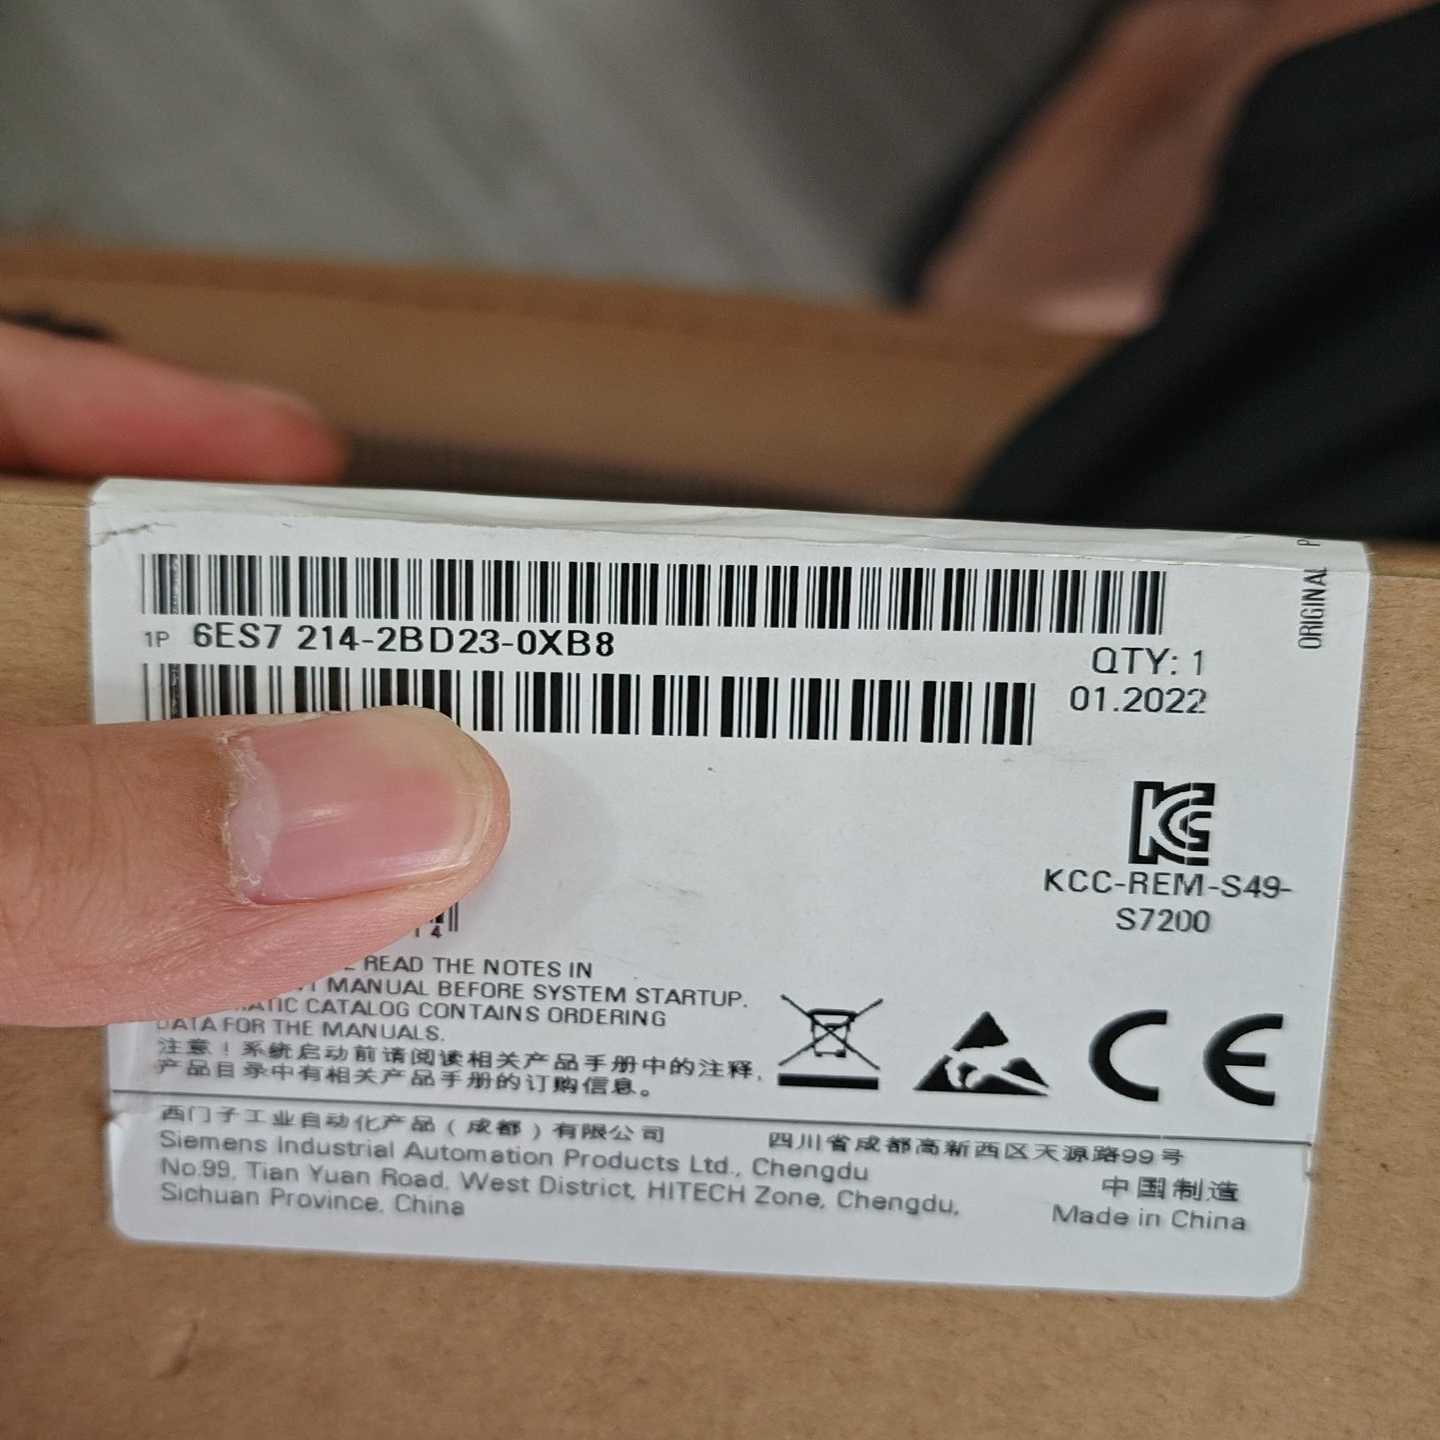 1P 6ES7 214-2BD23-0XB8
QTY: 1
01.2022
ORIGINAL
KCC-REM-S49-
S7200
14
READ THE NOTES IN
MANUAL BEFORE SYSTEM STARTUP.
CATALOG CONTAINS ORDERING
DATA FOR THE MANUALS.
注意！系统启动前请阅读相关产品手册中的注释,
产品目录中有相关产品手册的订购信息。
CE
西门子工业自动化产品（成都）有限公司
四川省成都高新西区天源路99号
Siemens Industrial Automation Products Ltd., Chengdu
No.99, Tian Yuan Road, West District, HITECH Zone, Chengdu,
Sichuan Province, China
中国制造
Made in China